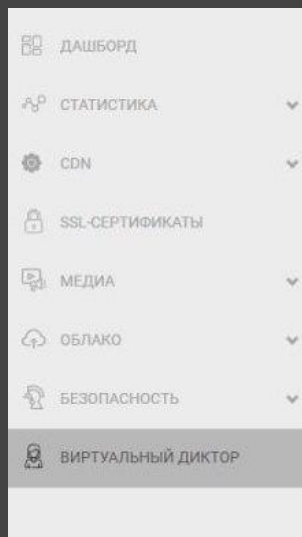 ДАШБОРД
СТАТИСТИКА
CDN
SSL-СЕРТИФИКАТЫ
МЕДИА
ОБЛАКО
БЕЗОПАСНОСТЬ
ВИРТУАЛЬНЫЙ ДИКТОР